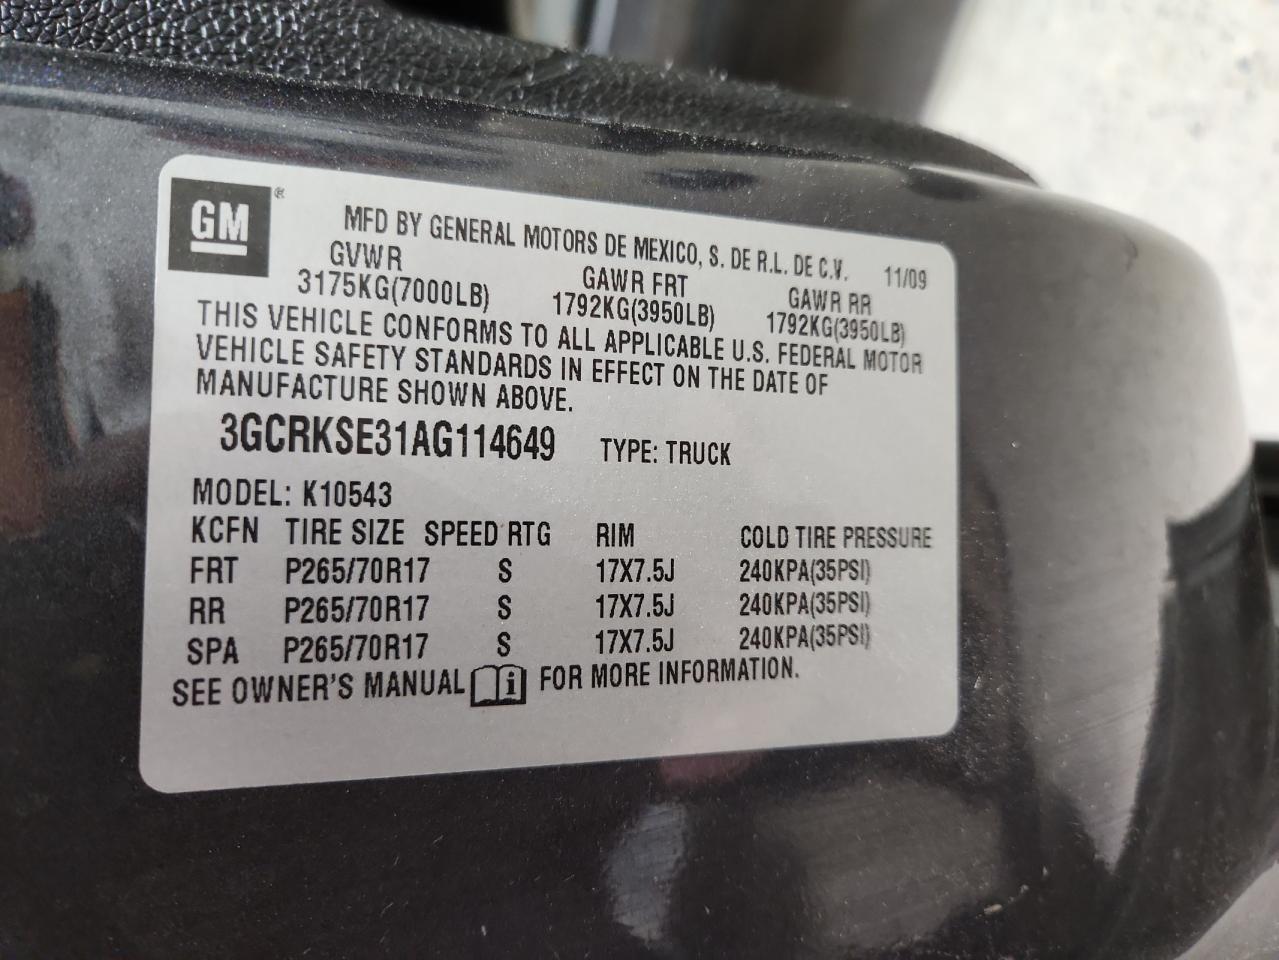 GM ®
MFD BY GENERAL MOTORS DE MEXICO, S. DE R.L. DE C.V. 11/09
GVWR GAWR FRT GAWR RR
3175KG(7000LB) 1792KG(3950LB) 1792KG(3950LB)
THIS VEHICLE CONFORMS TO ALL APPLICABLE U.S. FEDERAL MOTOR
VEHICLE SAFETY STANDARDS IN EFFECT ON THE DATE OF
MANUFACTURE SHOWN ABOVE.
3GCRKSE31AG114649 TYPE: TRUCK
MODEL: K10543
KCFN TIRE SIZE SPEED RTG RIM COLD TIRE PRESSURE
FRT P265/70R17 S 17X7.5J 240KPA(35PSI)
RR P265/70R17 S 17X7.5J 240KPA(35PSI)
SPA P265/70R17 S 17X7.5J 240KPA(35PSI)
SEE OWNER'S MANUAL i FOR MORE INFORMATION.